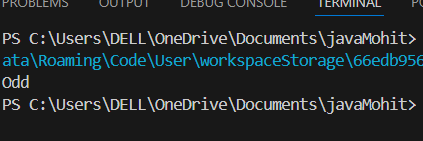 PROBLEMS OUTPUT DEBUG CONSOLE TERMINAL
PS C:\Users\DELL\OneDrive\Documents\javaMohit>
ata\Roaming\Code\User\workspaceStorage\66edb956
Odd
PS C:\Users\DELL\OneDrive\Documents\javaMohit>